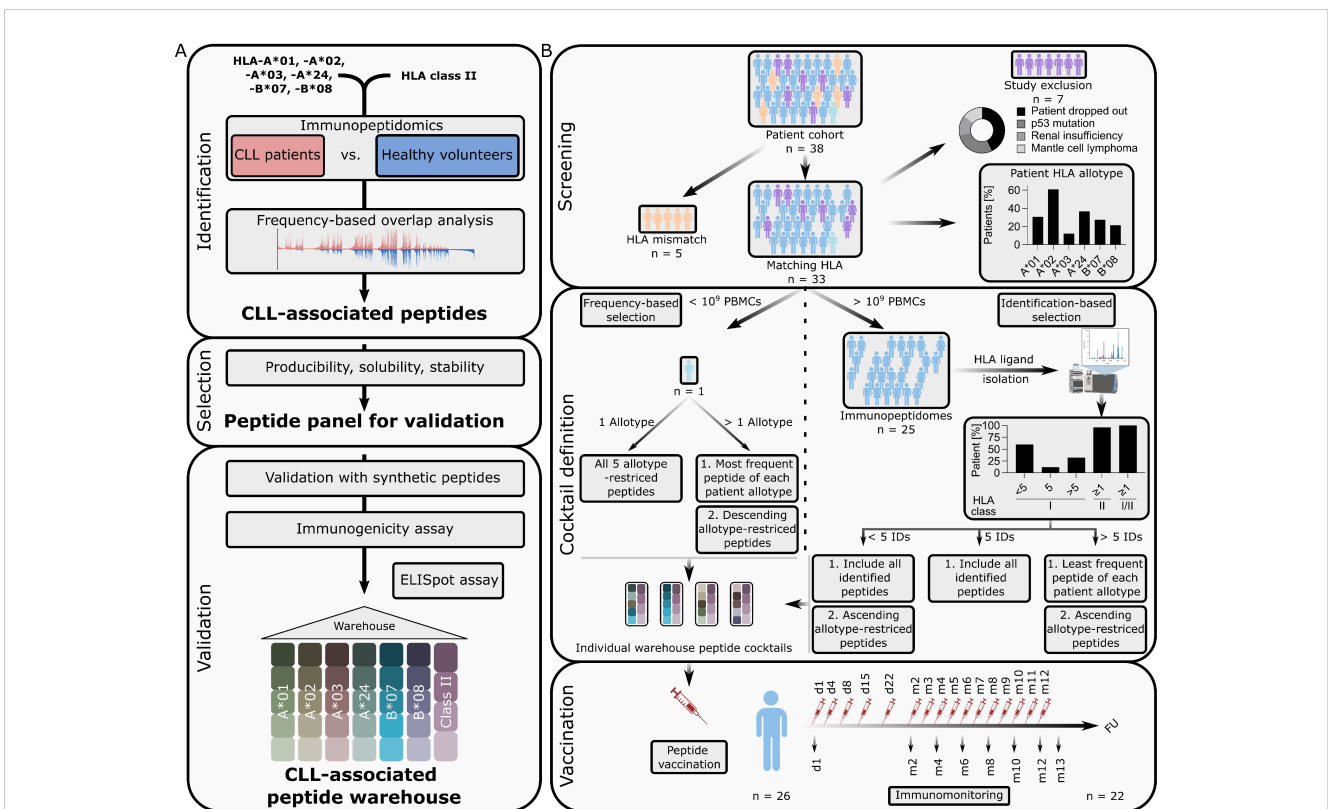 A
HLA-A*01, -A*02,
-A*03, -A*24,
-B*07, -B*08
HLA class II
Identification
Immunopeptidomics
CLL patients
vs.
Healthy volunteers
Frequency-based overlap analysis
CLL-associated peptides
Selection
Producibility, solubility, stability
Peptide panel for validation
Validation
Validation with synthetic peptides
Immunogenicity assay
ELISpot assay
Warehouse
A*01
A*02
A*03
A*24
B*07
B*08
Class II
CLL-associated
peptide warehouse
B
Screening
Patient cohort
n = 38
HLA mismatch
n = 5
Matching HLA
n = 33
Study exclusion
n = 7
Patient dropped out
p53 mutation
Renal insufficiency
Mantle cell lymphoma
Patient HLA allotype
Patients [%]
60
40
20
0
A*01
A*02
A*03
A*24
B*07
B*08
Cocktail definition
Frequency-based
selection
< 10⁹ PBMCs
> 10⁹ PBMCs
Identification-based
selection
n = 1
1 Allotype
> 1 Allotype
All 5 allotype
-restriced
peptides
1. Most frequent
peptide of each
patient allotype
2. Descending
allotype-restriced
peptides
Immunopeptidomes
n = 25
HLA ligand
isolation
Patient [%]
100
75
50
25
0
<5
5
>5
≥1
≥1
HLA
class
I
II
I/II
< 5 IDs
5 IDs
> 5 IDs
1. Include all
identified
peptides
2. Ascending
allotype-restriced
peptides
1. Include all
identified
peptides
1. Least frequent
peptide of each
patient allotype
2. Ascending
allotype-restriced
peptides
Individual warehouse peptide cocktails
Vaccination
Peptide
vaccination
n = 26
d1
d4
d8
d15
d22
m2
m3
m4
m5
m6
m7
m8
m9
m10
m11
m12
FU
d1
m2
m4
m6
m8
m10
m12
m13
Immunomonitoring
n = 22